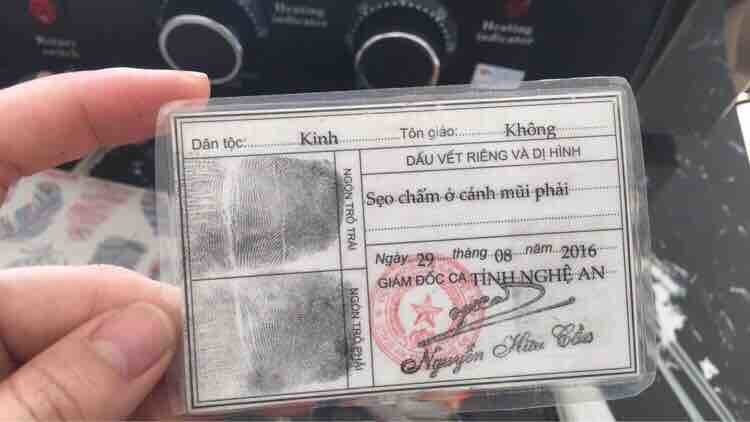 Power
switch
Heating
indicator
Heating
indicator
Dân tộc: Kinh Tôn giáo: Không
NGÓN TRỎ TRÁI
NGÓN TRỎ PHẢI
DẤU VẾT RIÊNG VÀ DỊ HÌNH
Sẹo chấm ở cánh mũi phải
Ngày 29 tháng 08 năm 2016
GIÁM ĐỐC CA TỈNH NGHỆ AN
Nguyễn Hữu Cầu